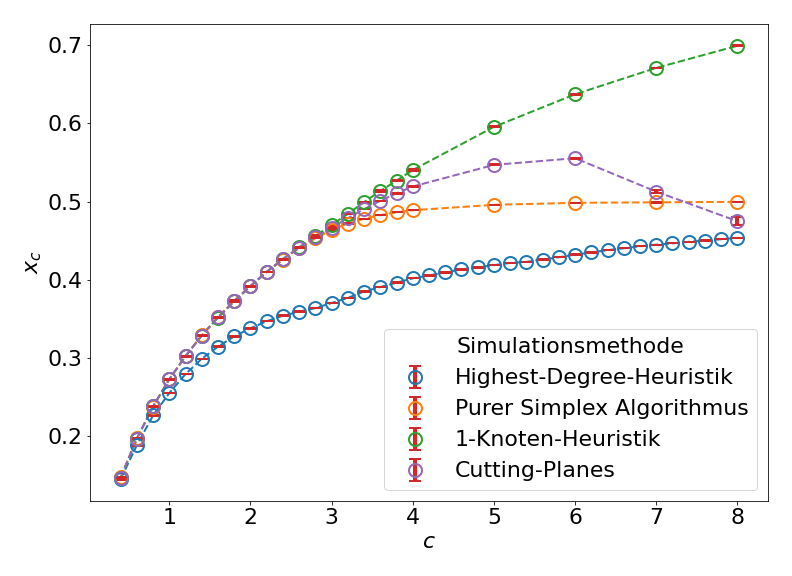 0.7
0.6
0.5
0.4
0.3
0.2
x_c
1 2 3 4 5 6 7 8
c
Simulationsmethode
Highest-Degree-Heuristik
Purer Simplex Algorithmus
1-Knoten-Heuristik
Cutting-Planes